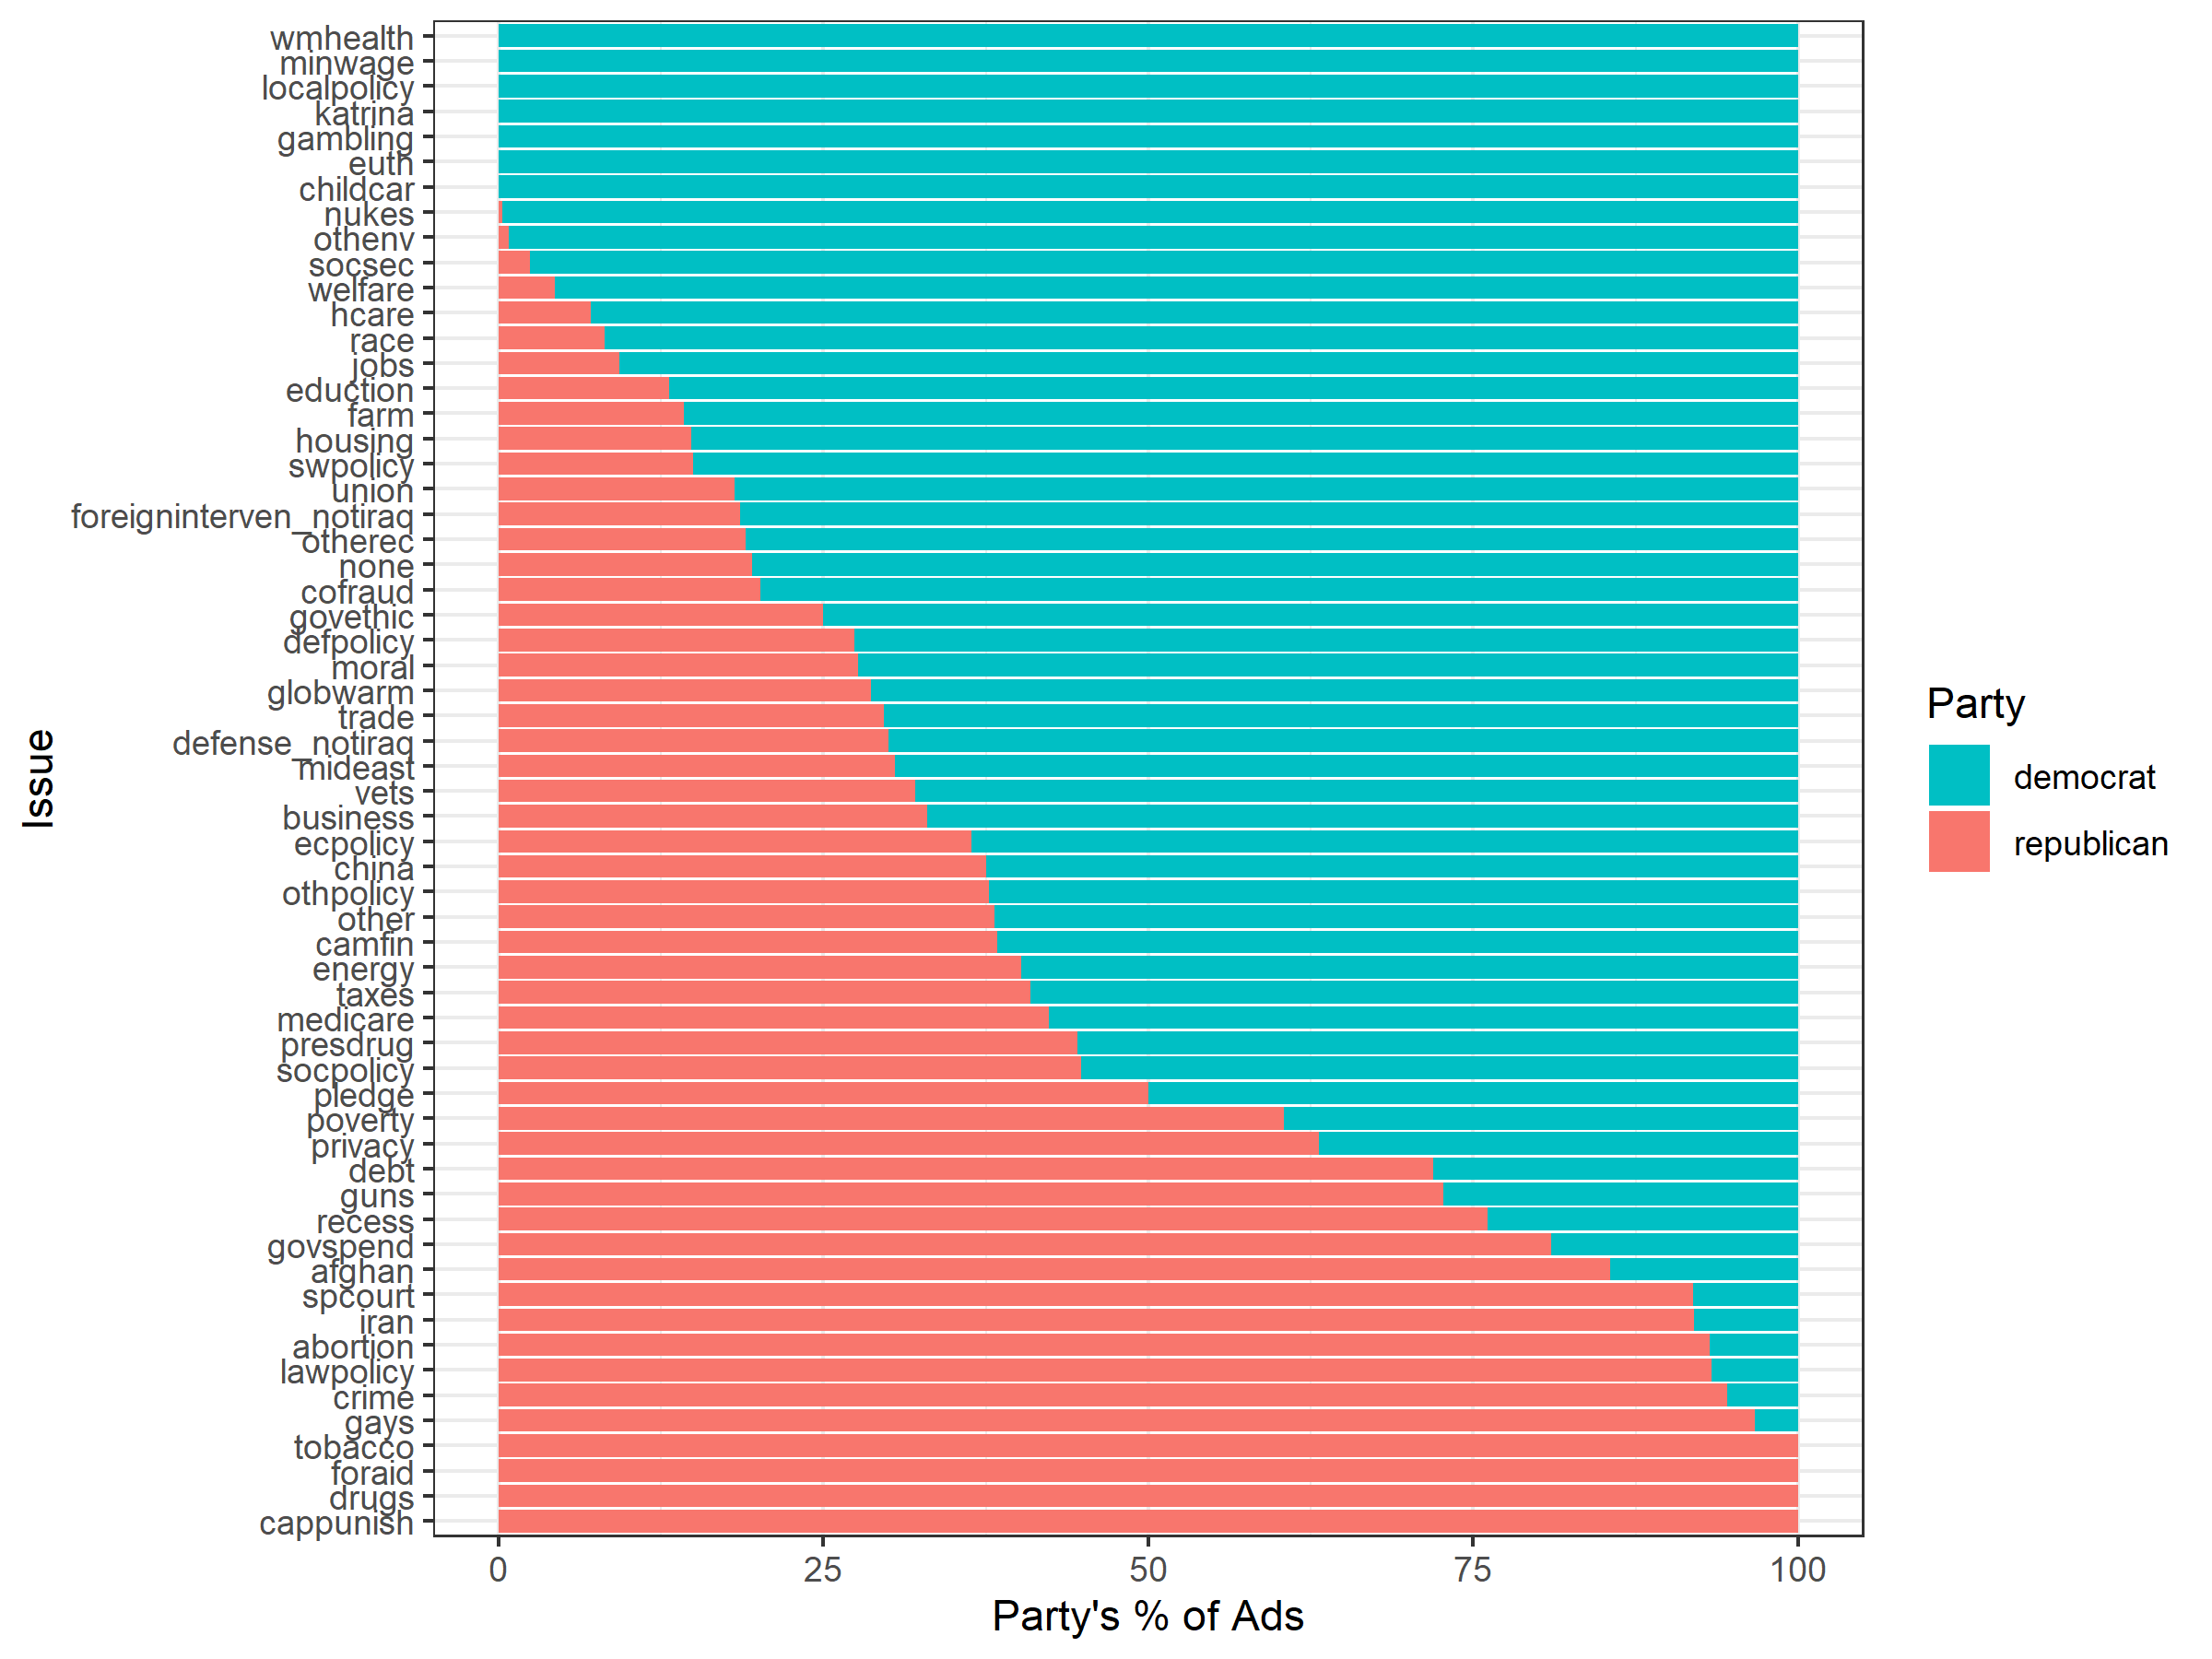 wmhealth
minwage
localpolicy
katrina
gambling
euth
childcar
nukes
othenv
socsec
welfare
hcare
race
jobs
eduction
farm
housing
swpolicy
union
foreigninterven_notiraq
otherec
none
cofraud
govethic
defpolicy
moral
globwarm
trade
defense_notiraq
mideast
vets
business
ecpolicy
china
othpolicy
other
camfin
energy
taxes
medicare
presdrug
socpolicy
pledge
poverty
privacy
debt
guns
recess
govspend
afghan
spcourt
iran
abortion
lawpolicy
crime
gays
tobacco
foraid
drugs
cappunish
Issue
0 25 50 75 100
Party's % of Ads
Party
democrat
republican